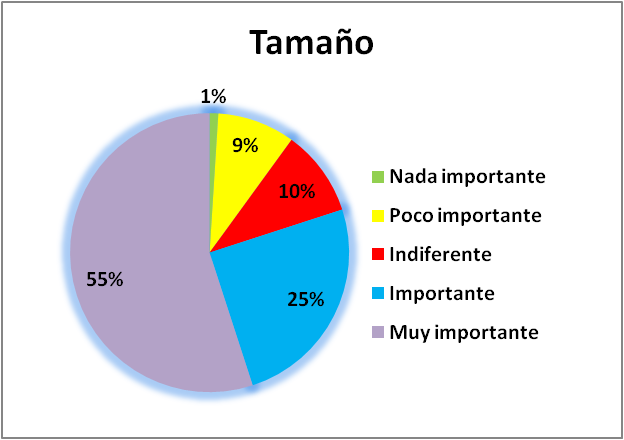 Tamaño
1%
9%
10%
25%
55%
Nada importante
Poco importante
Indiferente
Importante
Muy importante